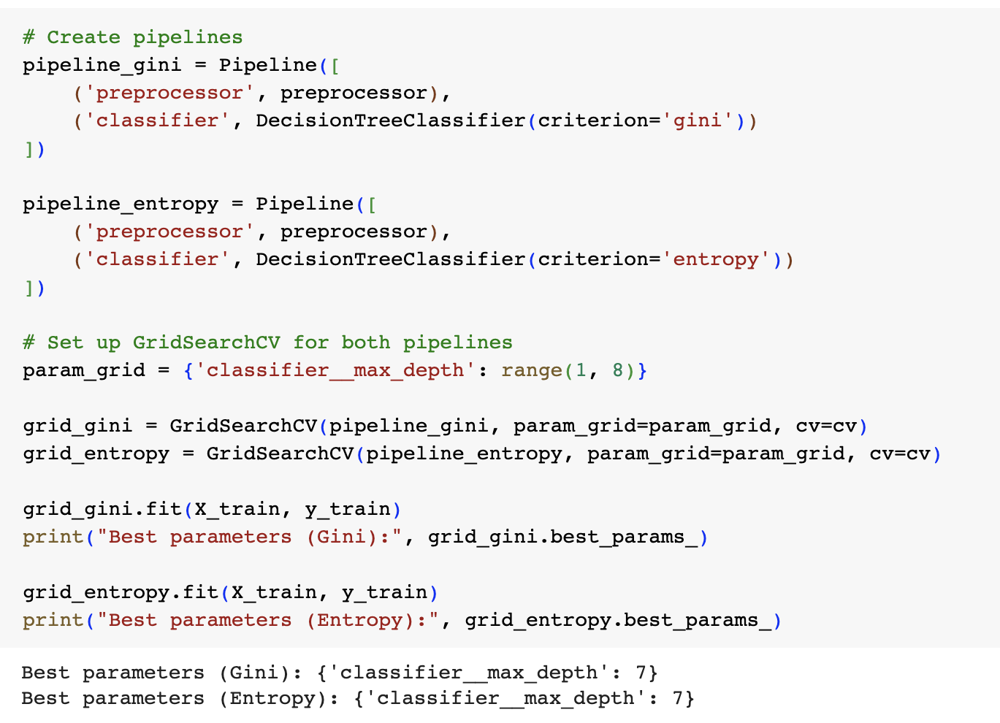 # Create pipelines
pipeline_gini = Pipeline([
    ('preprocessor', preprocessor),
    ('classifier', DecisionTreeClassifier(criterion='gini'))
])

pipeline_entropy = Pipeline([
    ('preprocessor', preprocessor),
    ('classifier', DecisionTreeClassifier(criterion='entropy'))
])

# Set up GridSearchCV for both pipelines
param_grid = {'classifier__max_depth': range(1, 8)}

grid_gini = GridSearchCV(pipeline_gini, param_grid=param_grid, cv=cv)
grid_entropy = GridSearchCV(pipeline_entropy, param_grid=param_grid, cv=cv)

grid_gini.fit(X_train, y_train)
print("Best parameters (Gini):", grid_gini.best_params_)

grid_entropy.fit(X_train, y_train)
print("Best parameters (Entropy):", grid_entropy.best_params_)

Best parameters (Gini): {'classifier__max_depth': 7}
Best parameters (Entropy): {'classifier__max_depth': 7}